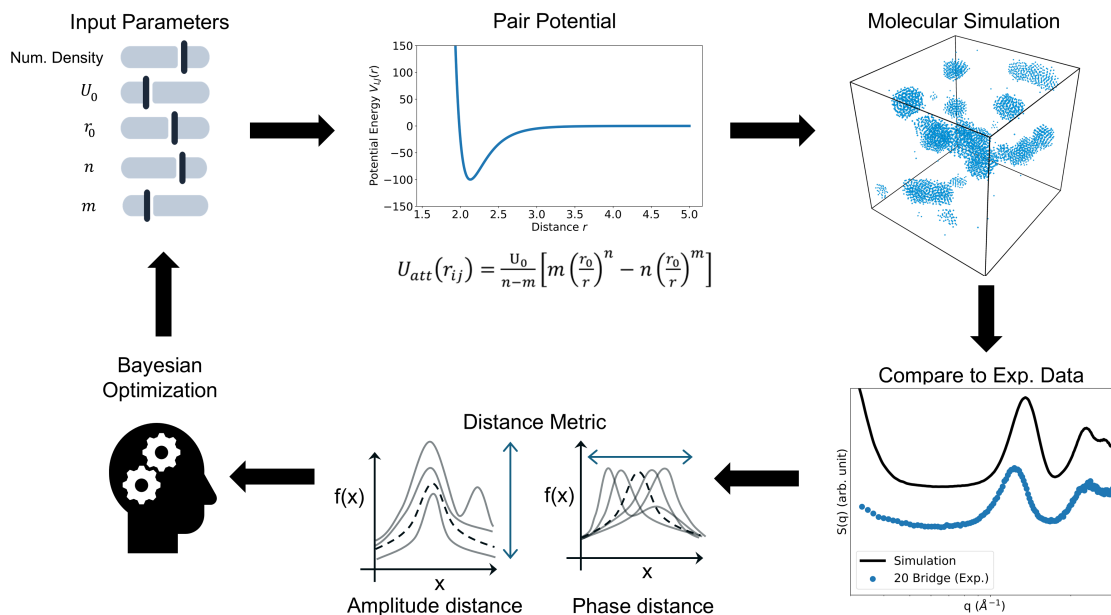 Input Parameters
Num. Density
U₀
r₀
n
m
Pair Potential
Potential Energy Vᵢⱼ(r)
150
100
50
0
−50
−100
−150
1.5 2.0 2.5 3.0 3.5 4.0 4.5 5.0
Distance r
U_att(r_ij) = U₀/(n−m) [m (r₀/r)^n − n (r₀/r)^m]
Molecular Simulation
Compare to Exp. Data
S(q) (arb. unit)
Simulation
20 Bridge (Exp.)
q (Å⁻¹)
Distance Metric
f(x)
x
Amplitude distance
f(x)
x
Phase distance
Bayesian
Optimization